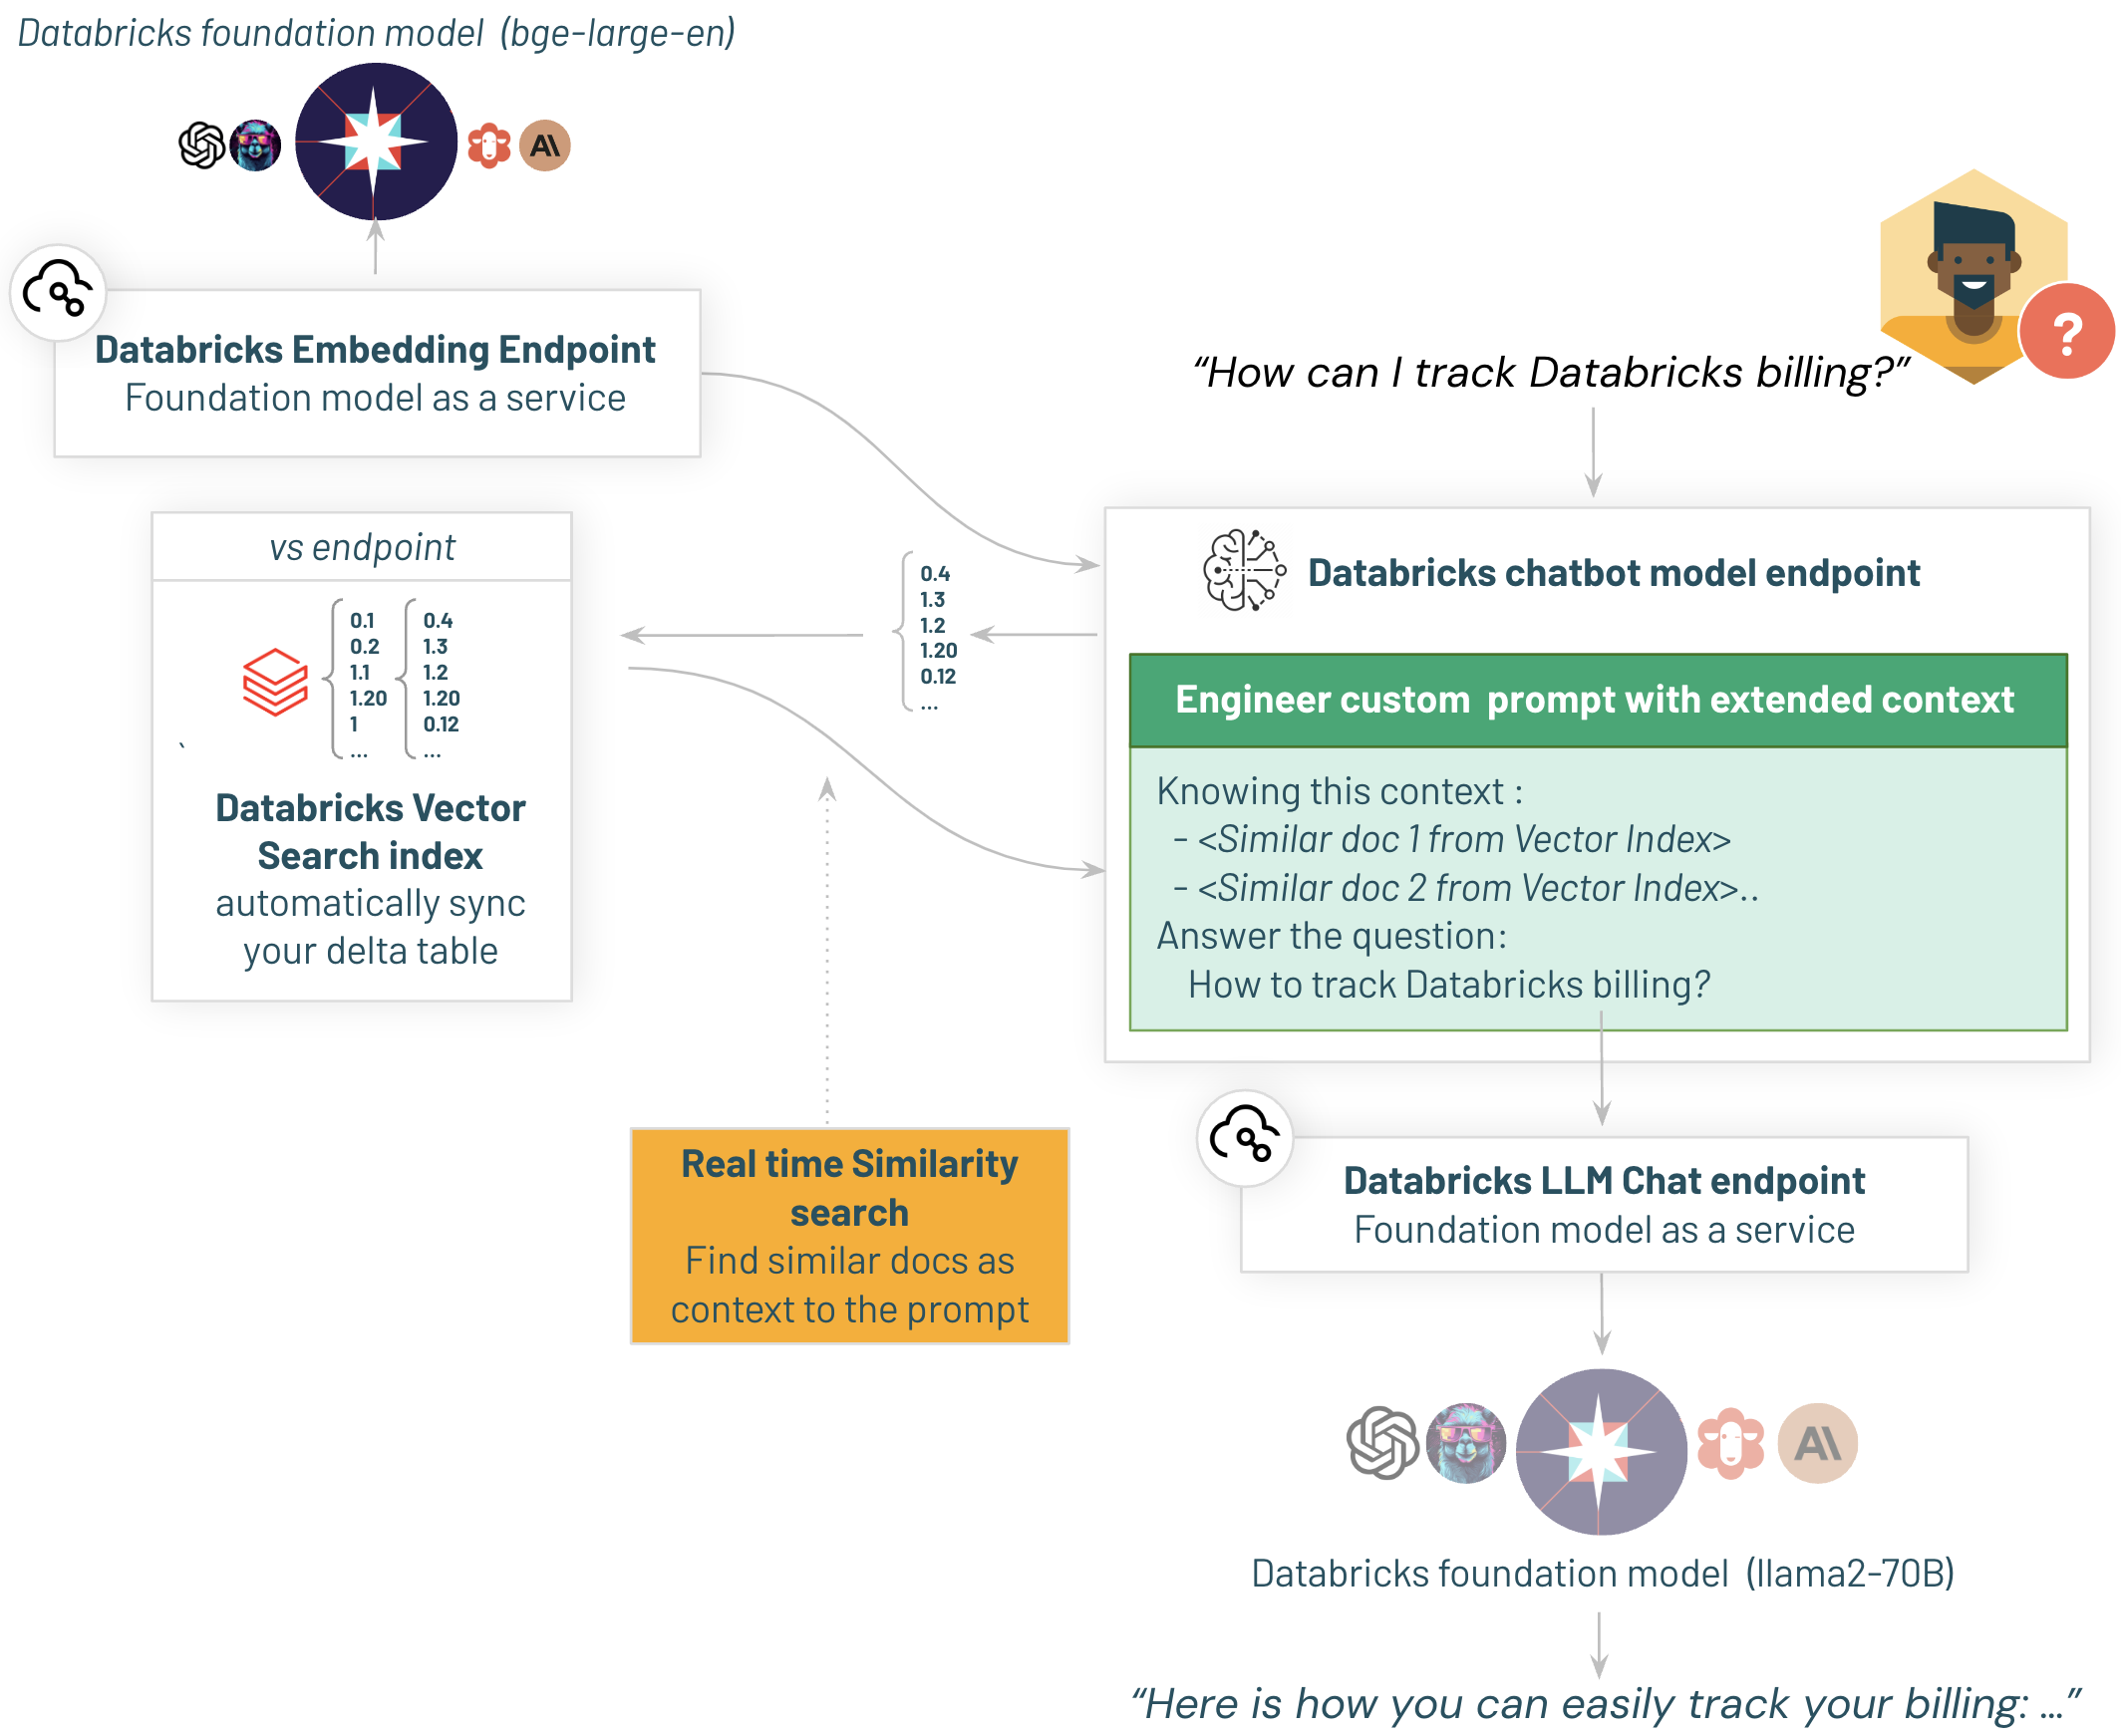 Databricks foundation model (bge-large-en)
Databricks Embedding Endpoint
Foundation model as a service
“How can I track Databricks billing?”
?
vs endpoint
0.1
0.2
1.1
1.20
1
...
0.4
1.3
1.2
1.20
0.12
...
`
Databricks Vector
Search index
automatically sync
your delta table
0.4
1.3
1.2
1.20
0.12
...
Databricks chatbot model endpoint
Engineer custom prompt with extended context
Knowing this context :
- <Similar doc 1 from Vector Index>
- <Similar doc 2 from Vector Index>..
Answer the question:
How to track Databricks billing?
Real time Similarity
search
Find similar docs as
context to the prompt
Databricks LLM Chat endpoint
Foundation model as a service
Databricks foundation model (llama2-70B)
“Here is how you can easily track your billing: ...”